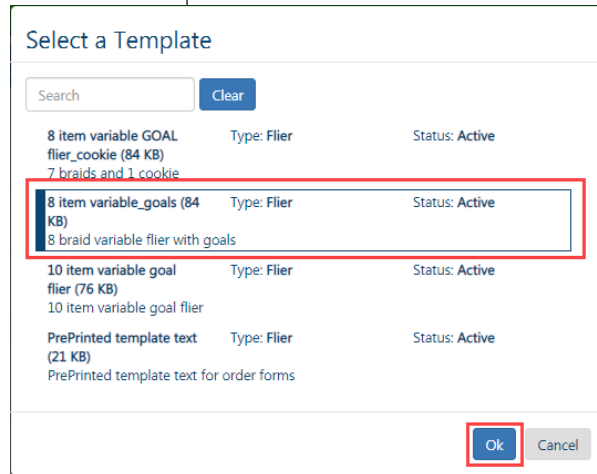 Select a Template
Search Clear
8 item variable GOAL Type: Flier Status: Active
flier_cookie (84 KB)
7 braids and 1 cookie
8 item variable_goals (84 Type: Flier Status: Active
KB)
8 braid variable flier with goals
10 item variable goal Type: Flier Status: Active
flier (76 KB)
10 item variable goal flier
PrePrinted template text Type: Flier Status: Active
(21 KB)
PrePrinted template text for order forms
Ok Cancel